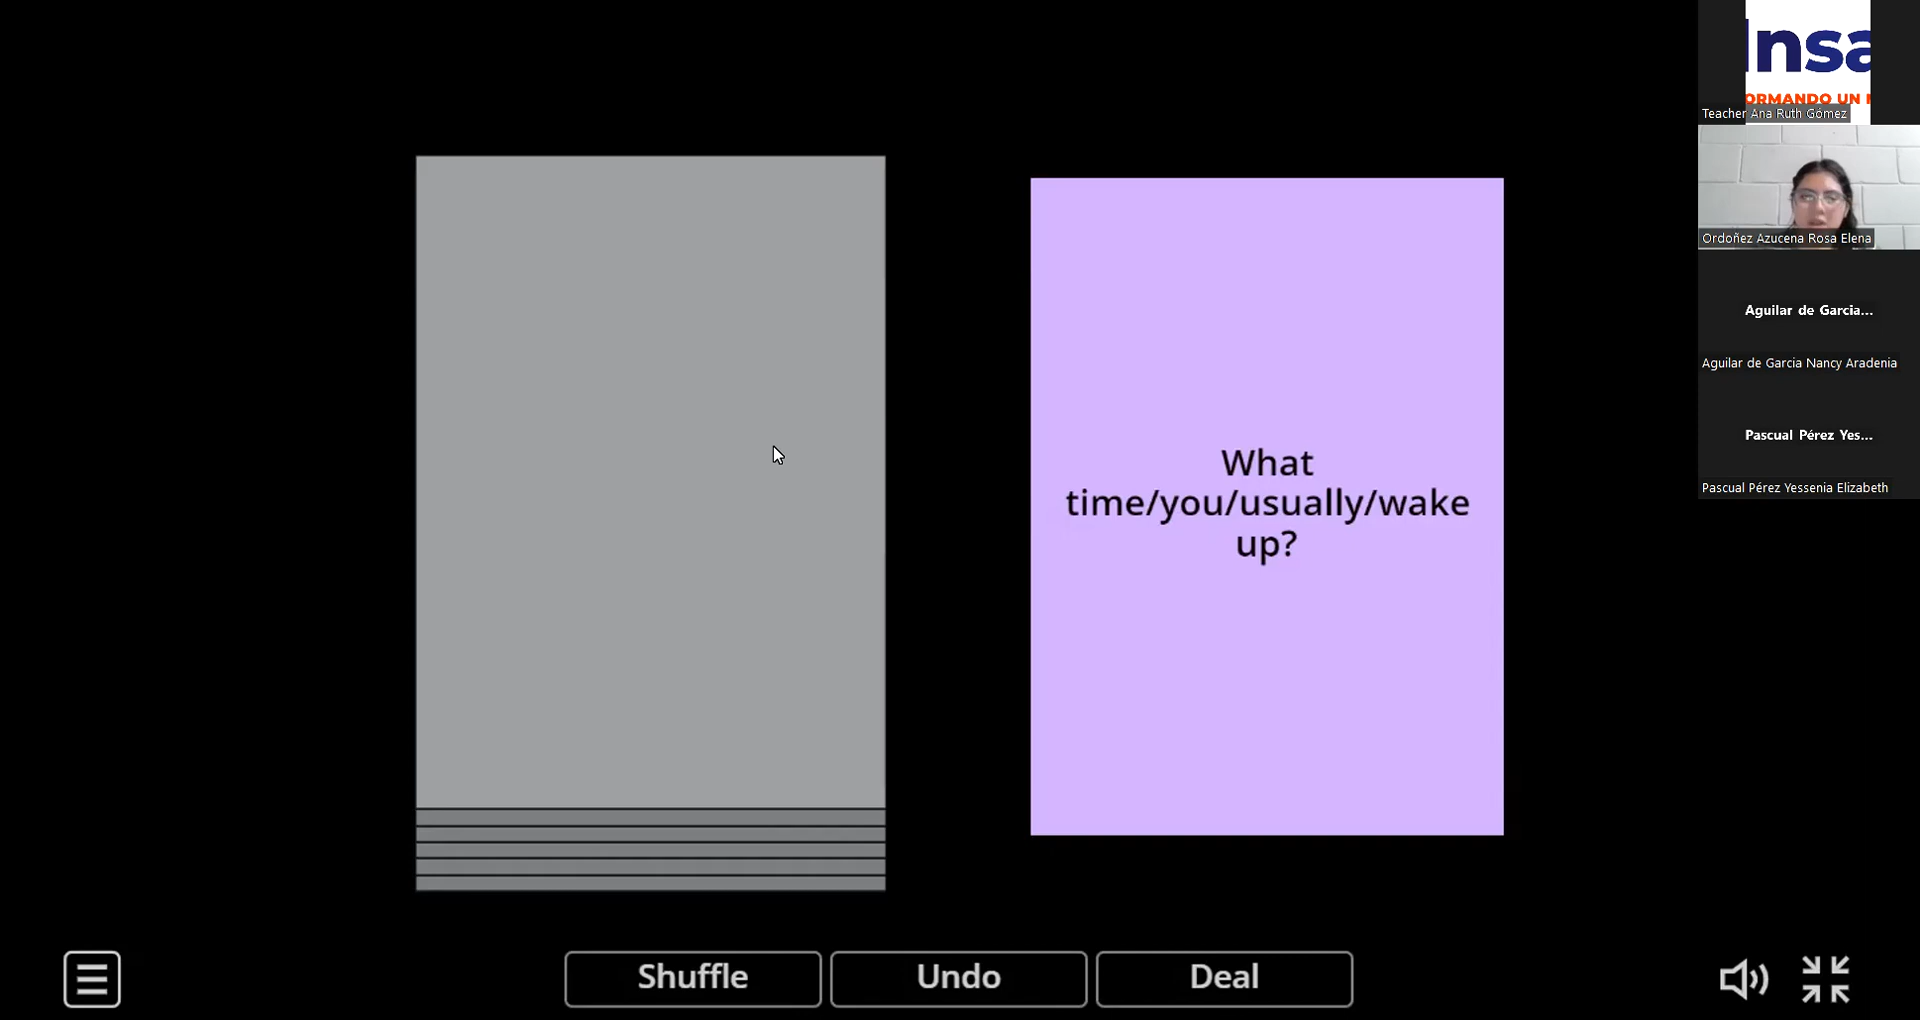 What
time/you/usually/wake
up?
Shuffle
Undo
Deal
Insa
ORMANDO UN
Teacher Ana Ruth Gómez
Ordoñez Azucena Rosa Elena
Aguilar de Garcia...
Aguilar de Garcia Nancy Aradenia
Pascual Pérez Yes...
Pascual Pérez Yessenia Elizabeth